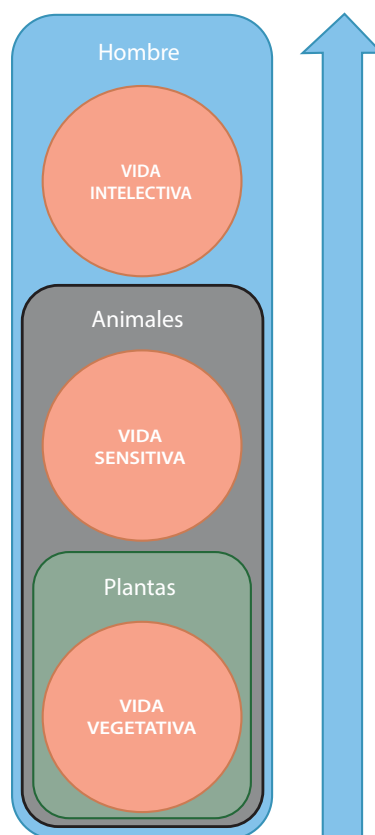 Hombre
VIDA
INTELECTIVA
Animales
VIDA
SENSITIVA
Plantas
VIDA
VEGETATIVA